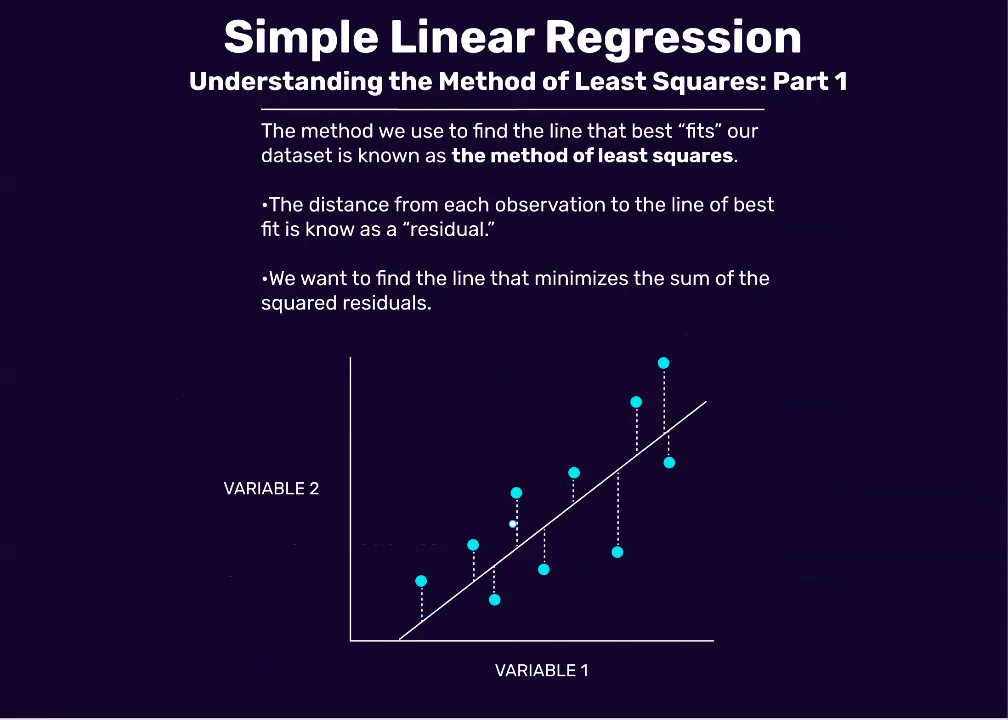 Simple Linear Regression
Understanding the Method of Least Squares: Part 1
The method we use to find the line that best “fits” our
dataset is known as the method of least squares.
•The distance from each observation to the line of best
fit is know as a “residual.”
•We want to find the line that minimizes the sum of the
squared residuals.
VARIABLE 2
VARIABLE 1